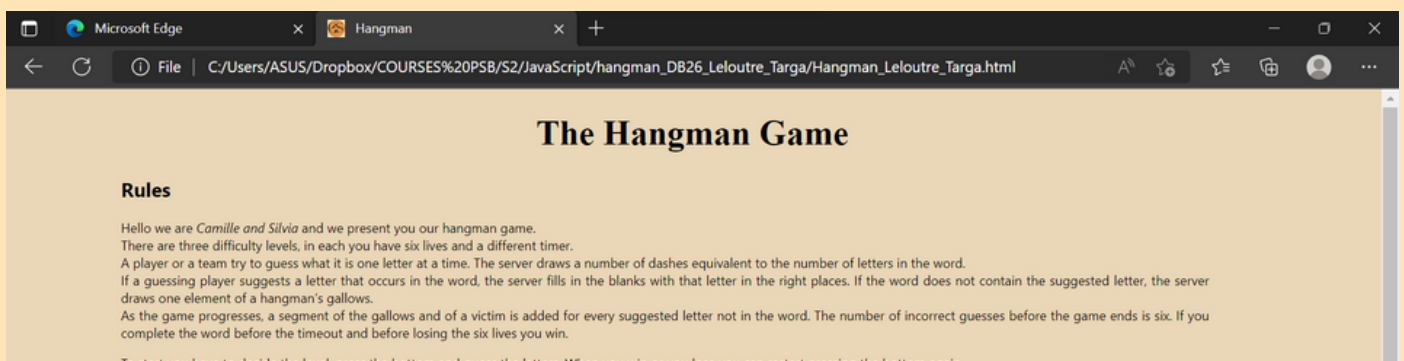 Microsoft Edge
Hangman
File | C:/Users/ASUS/Dropbox/COURSES%20PSB/S2/JavaScript/hangman_DB26_Leloutre_Targa/Hangman_Leloutre_Targa.html
The Hangman Game
Rules
Hello we are Camille and Silvia and we present you our hangman game.
There are three difficulty levels, in each you have six lives and a different timer.
A player or a team try to guess what it is one letter at a time. The server draws a number of dashes equivalent to the number of letters in the word.
If a guessing player suggests a letter that occurs in the word, the server fills in the blanks with that letter in the right places. If the word does not contain the suggested letter, the server
draws one element of a hangman's gallows.
As the game progresses, a segment of the gallows and of a victim is added for every suggested letter not in the word. The number of incorrect guesses before the game ends is six. If you
complete the word before the timeout and before losing the six lives you win.